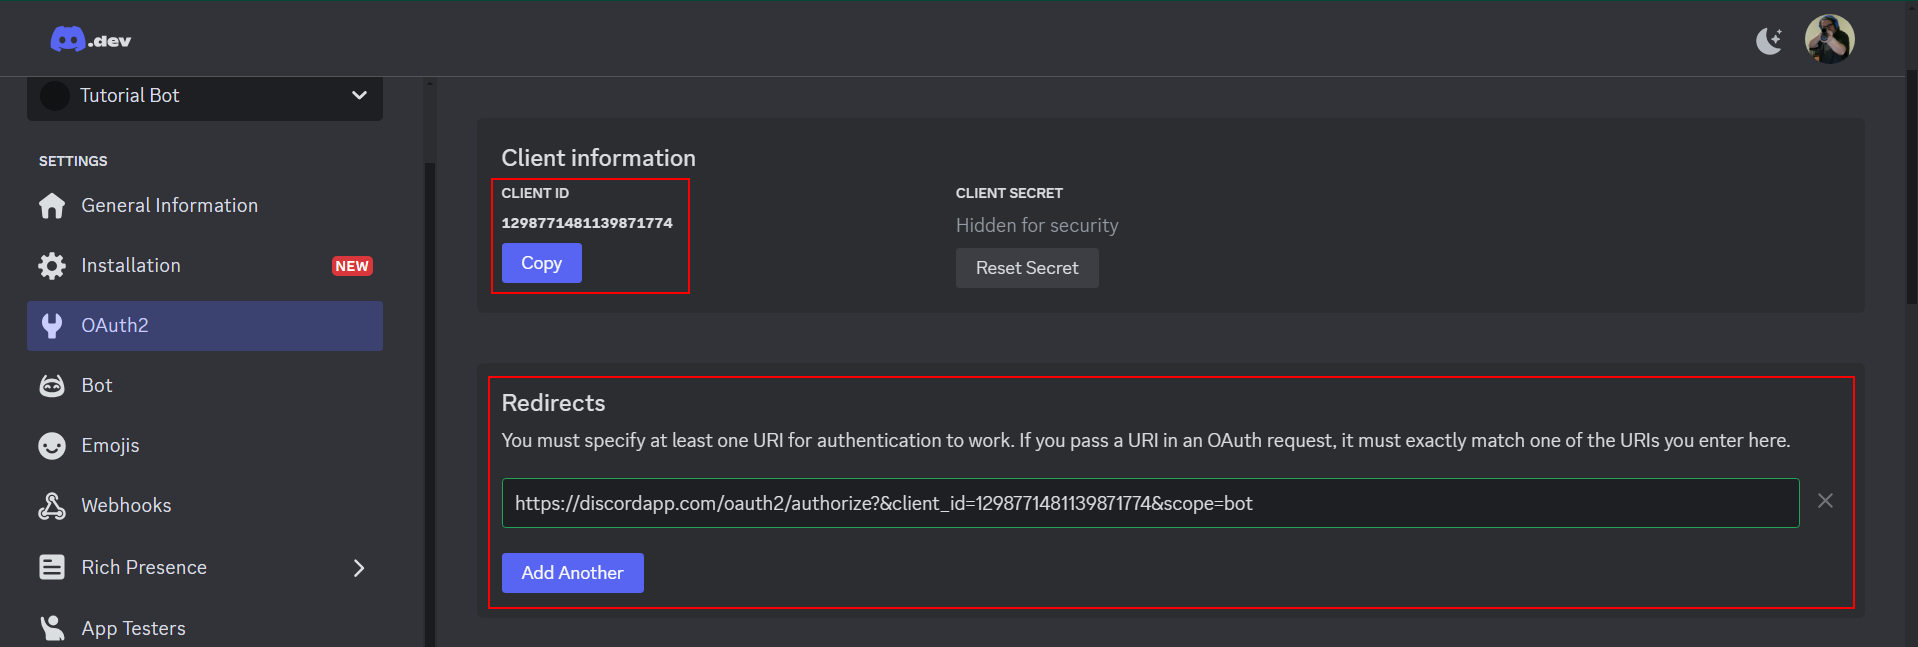 .dev
Tutorial Bot
SETTINGS
General Information
Installation NEW
OAuth2
Bot
Emojis
Webhooks
Rich Presence
App Testers
Client information
CLIENT ID
1298771481139871774
Copy
CLIENT SECRET
Hidden for security
Reset Secret
Redirects
You must specify at least one URI for authentication to work. If you pass a URI in an OAuth request, it must exactly match one of the URIs you enter here.
https://discordapp.com/oauth2/authorize?&client_id=1298771481139871774&scope=bot
Add Another